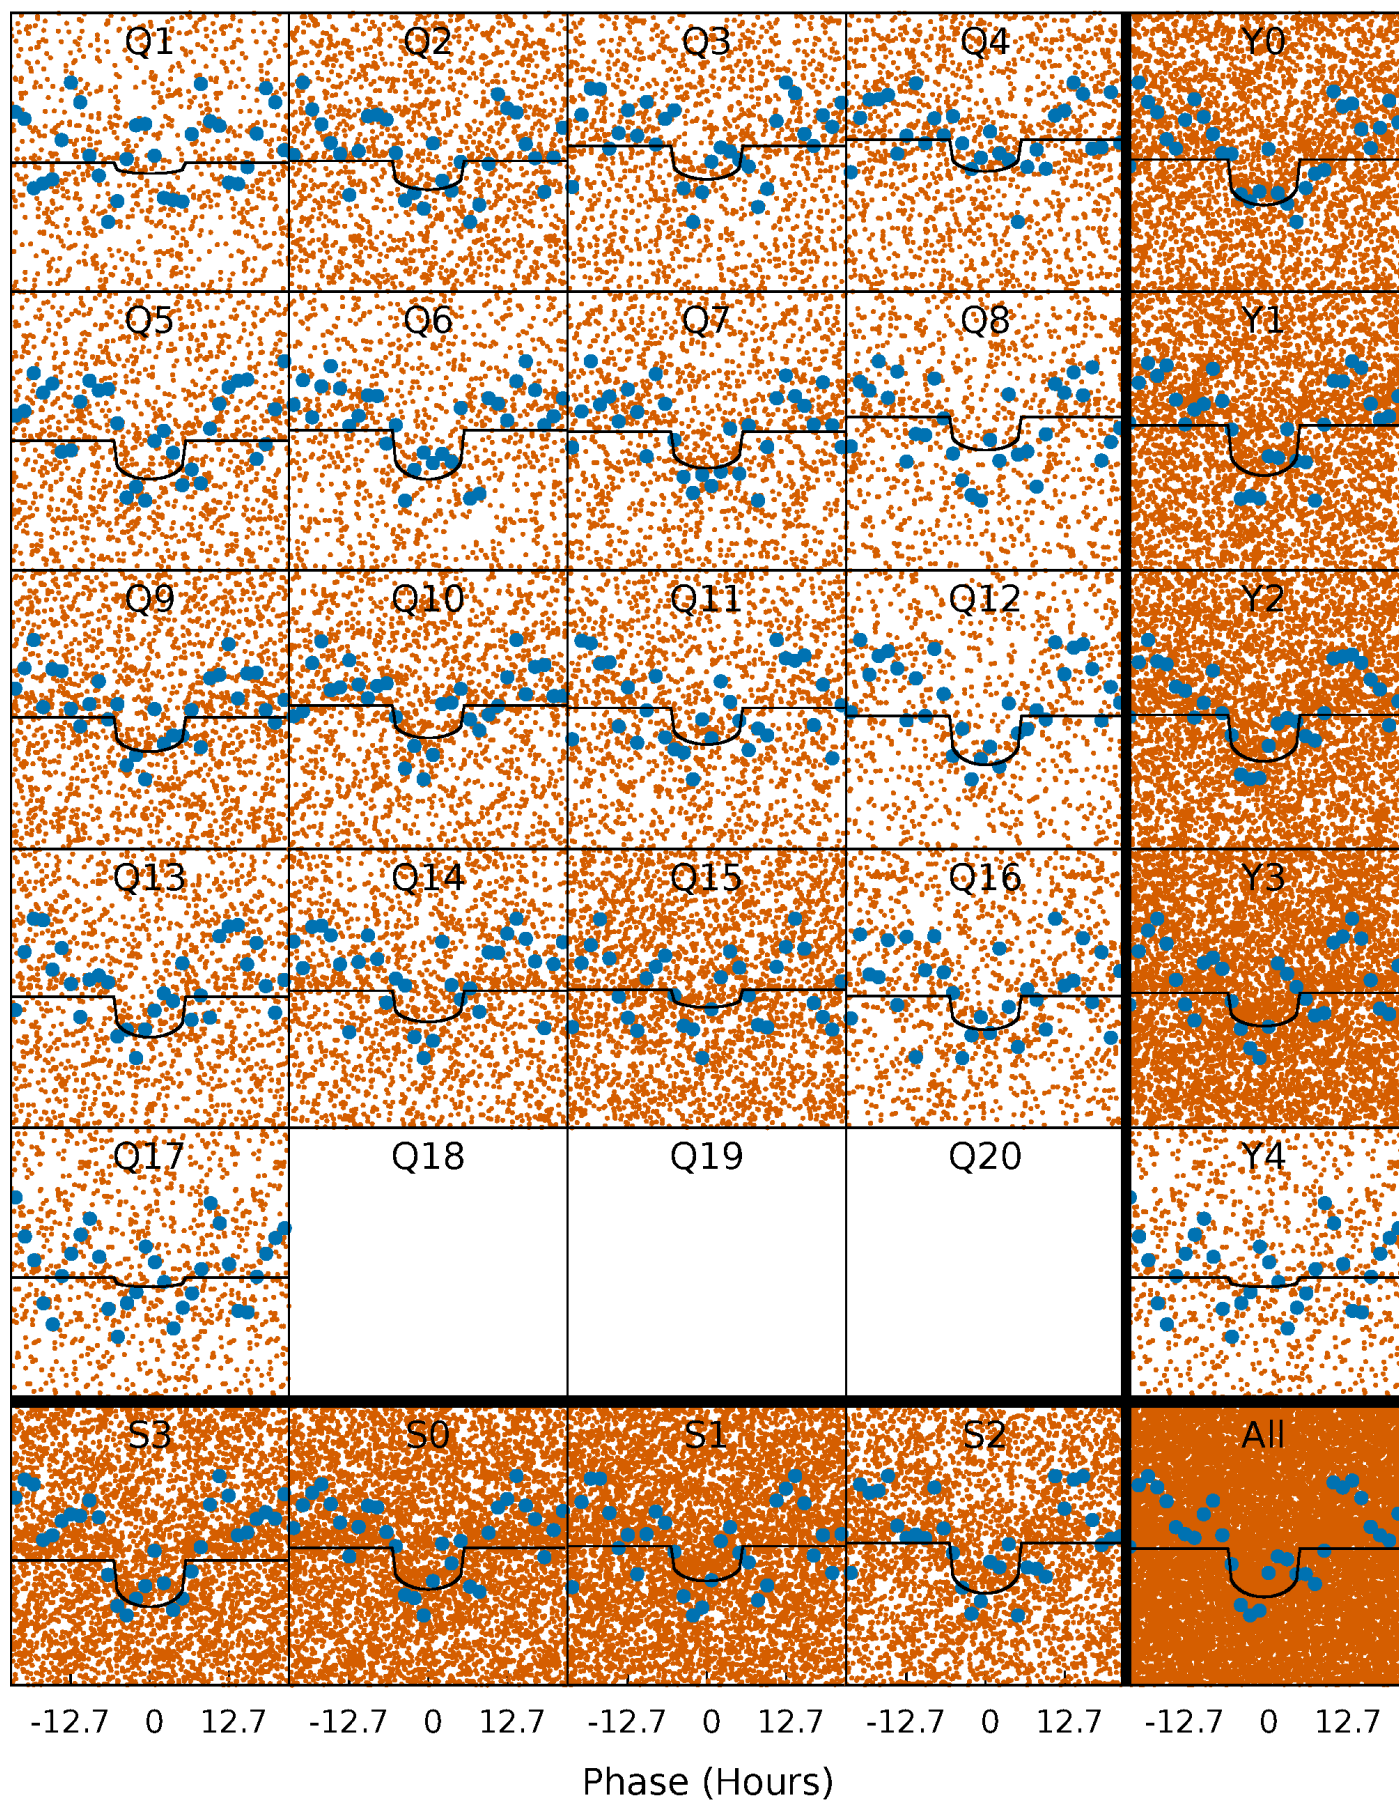 Q1 Q2 Q3 Q4 Y0
Q5 Q6 Q7 Q8 Y1
Q9 Q10 Q11 Q12 Y2
Q13 Q14 Q15 Q16 Y3
Q17 Q18 Q19 Q20 Y4
S3 S0 S1 S2 All
-12.7 0 12.7 -12.7 0 12.7 -12.7 0 12.7 -12.7 0 12.7 -12.7 0 12.7
Phase (Hours)